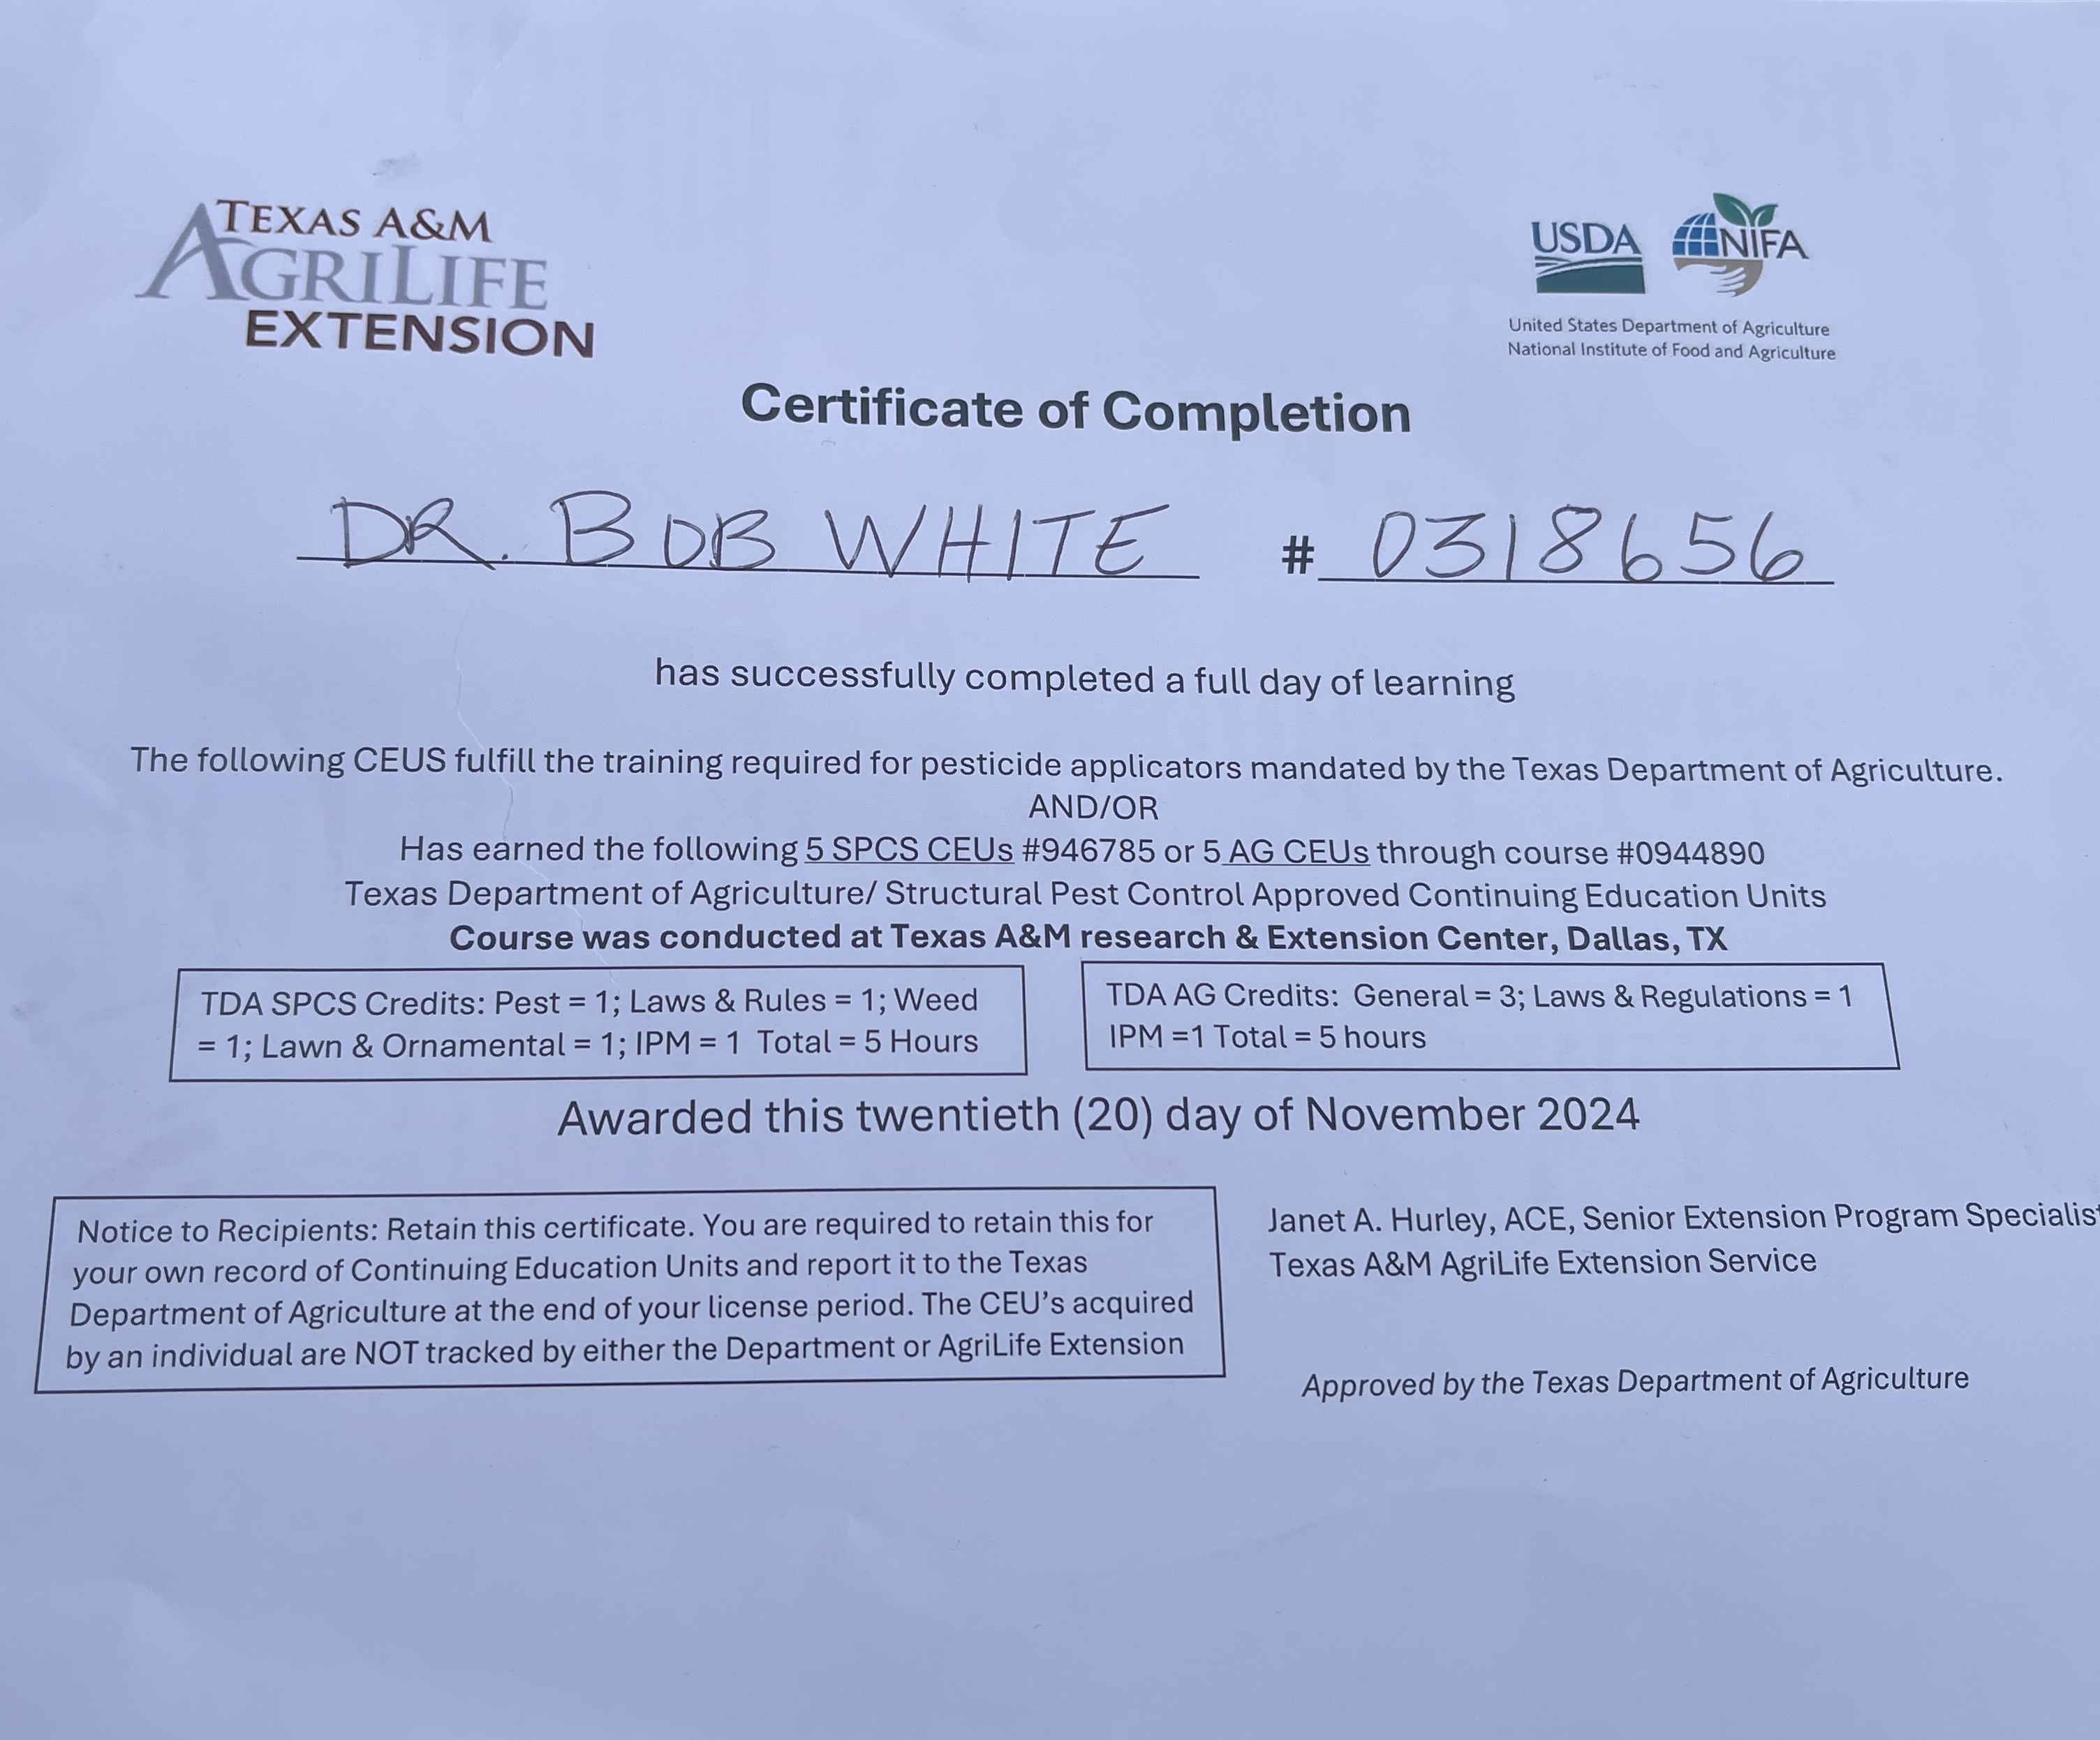 TEXAS A&M
AGRILIFE
EXTENSION
USDA
NIFA
United States Department of Agriculture
National Institute of Food and Agriculture
Certificate of Completion
DR. BOB WHITE # 0318656
has successfully completed a full day of learning
The following CEUS fulfill the training required for pesticide applicators mandated by the Texas Department of Agriculture.
AND/OR
Has earned the following 5 SPCS CEUs #946785 or 5 AG CEUs through course #0944890
Texas Department of Agriculture/ Structural Pest Control Approved Continuing Education Units
Course was conducted at Texas A&M research & Extension Center, Dallas, TX
TDA SPCS Credits: Pest = 1; Laws & Rules = 1; Weed
= 1; Lawn & Ornamental = 1; IPM = 1 Total = 5 Hours
TDA AG Credits: General = 3; Laws & Regulations = 1
IPM =1 Total = 5 hours
Awarded this twentieth (20) day of November 2024
Notice to Recipients: Retain this certificate. You are required to retain this for
your own record of Continuing Education Units and report it to the Texas
Department of Agriculture at the end of your license period. The CEU's acquired
by an individual are NOT tracked by either the Department or AgriLife Extension
Janet A. Hurley, ACE, Senior Extension Program Specialist
Texas A&M AgriLife Extension Service
Approved by the Texas Department of Agriculture